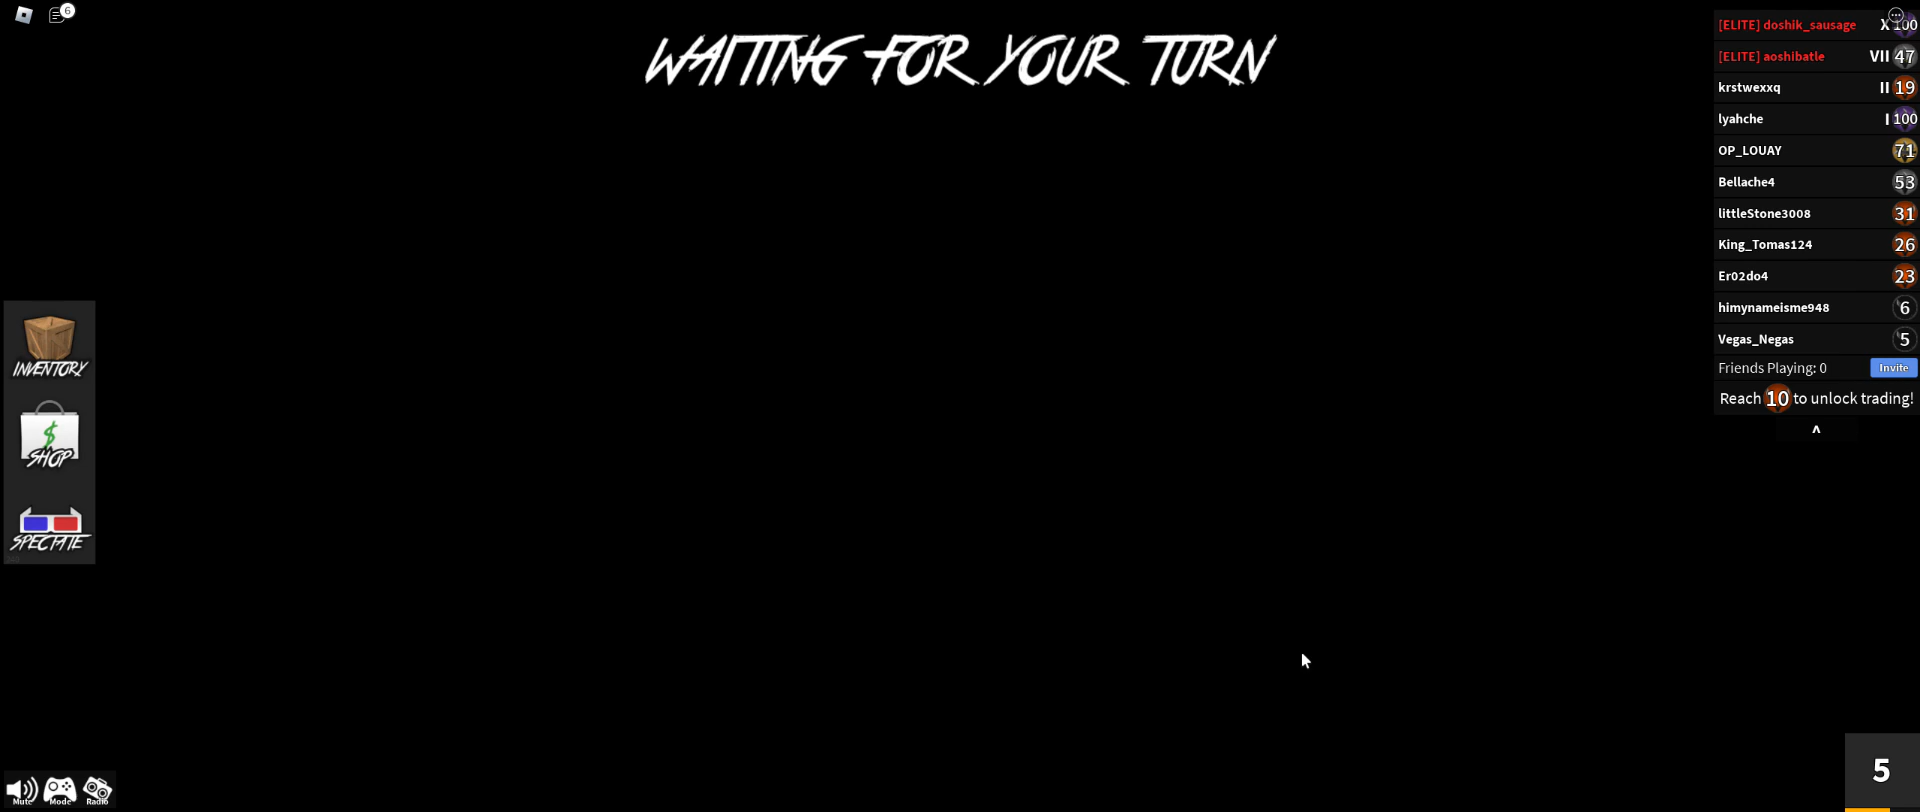 6
WAITING FOR YOUR TURN
[ELITE] doshik_sausage X 100
[ELITE] aoshibatle VII 47
krstwexxq II 19
lyahche I 100
OP_LOUAY 71
Bellache4 53
littleStone3008 31
King_Tomas124 26
Er02do4 23
himynameisme948 6
Vegas_Negas 5
Friends Playing: 0 Invite
Reach 10 to unlock trading!
INVENTORY
$
SHOP
SPECTATE
Mute Mode Radio
5